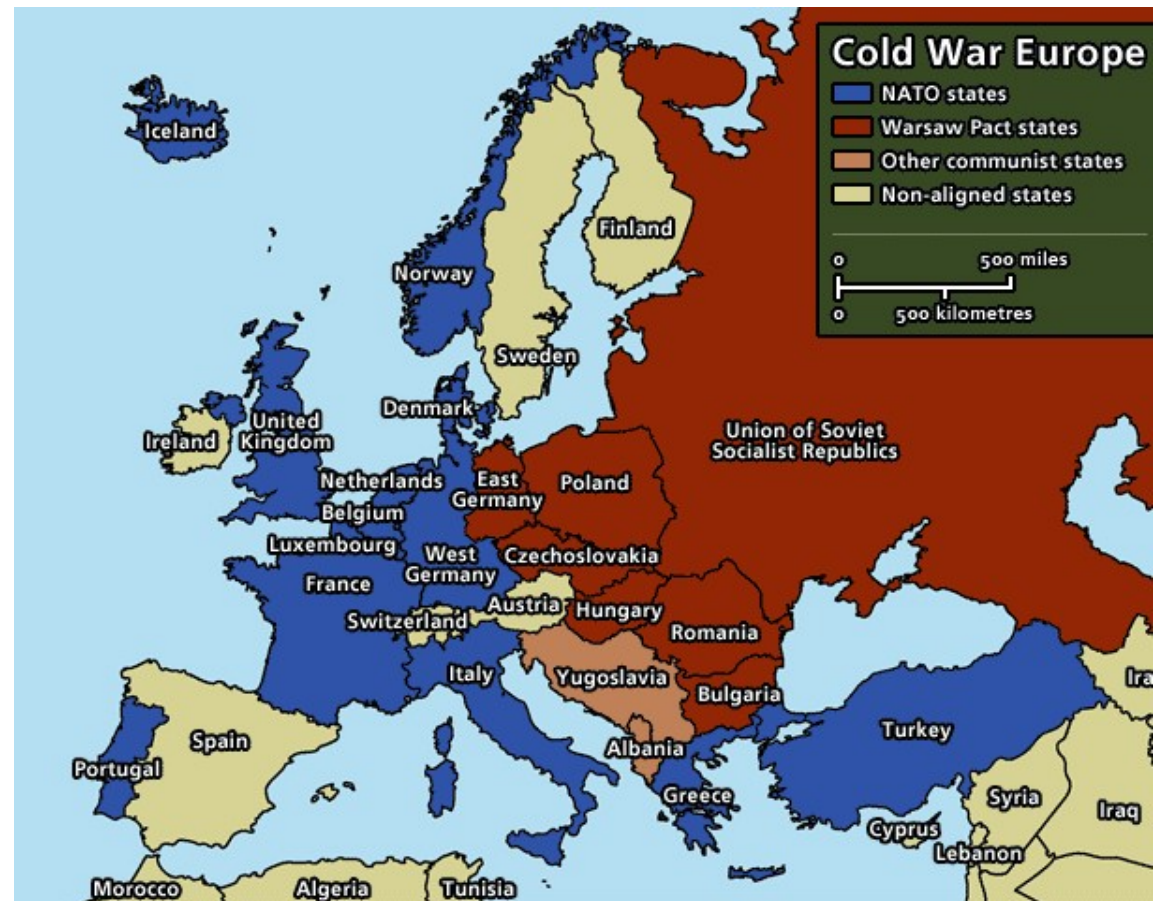 Cold War Europe
NATO states
Warsaw Pact states
Other communist states
Non-aligned states
0 500 miles
0 500 kilometres
Iceland
Finland
Norway
Sweden
Denmark
United
Kingdom
Ireland
Union of Soviet
Socialist Republics
Netherlands
East
Germany
Poland
Belgium
Luxembourg
West
Germany
Czechoslovakia
France
Austria
Hungary
Switzerland
Romania
Italy
Yugoslavia
Bulgaria
Ira
Spain
Albania
Turkey
Portugal
Greece
Syria
Iraq
Cyprus
Lebanon
Morocco
Algeria
Tunisia